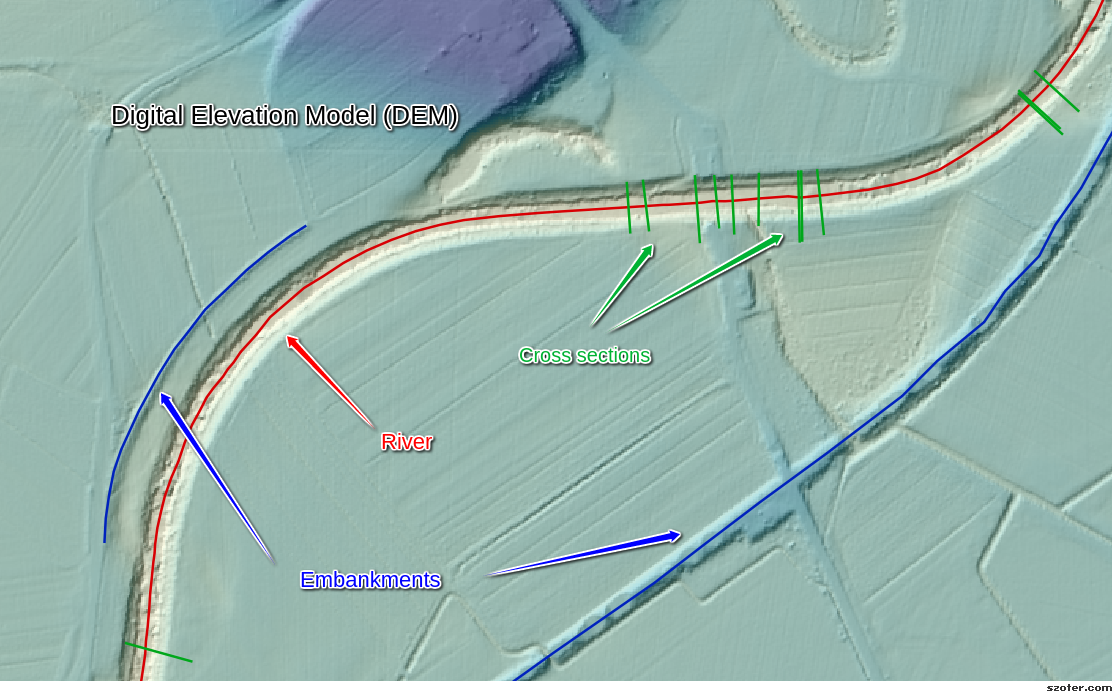 Digital Elevation Model (DEM)
Cross sections
River
Embankments
szoter.com